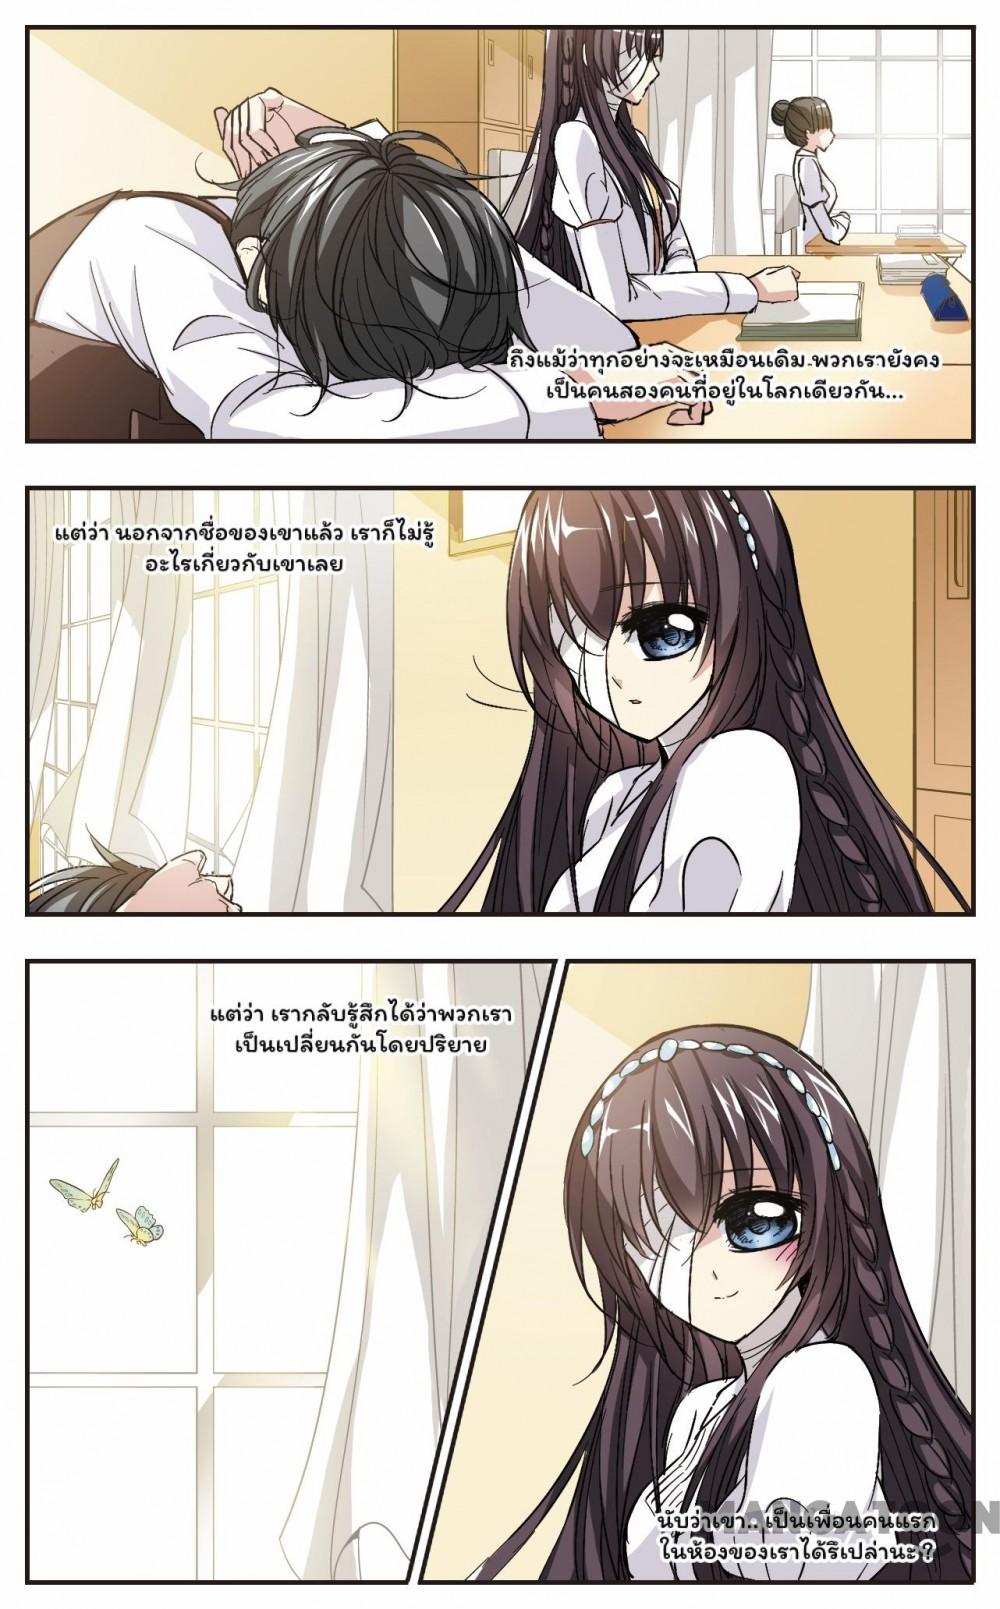 ถึงแม้ว่าทุกอย่างจะเหมือนเดิม พวกเรายังคง
เป็นคนสองคนที่อยู่ในโลกเดียวกัน...
แต่ว่า นอกจากชื่อของเขาแล้ว เราก็ไม่รู้
อะไรเกี่ยวกับเขาเลย
แต่ว่า เรากลับรู้สึกได้ว่าพวกเรา
เป็นเปลี่ยนกันโดยปริยาย
นับว่าเขา.. เป็นเพื่อนคนแรก
ในห้องของเราได้รึเปล่านะ ?
MANGATOON